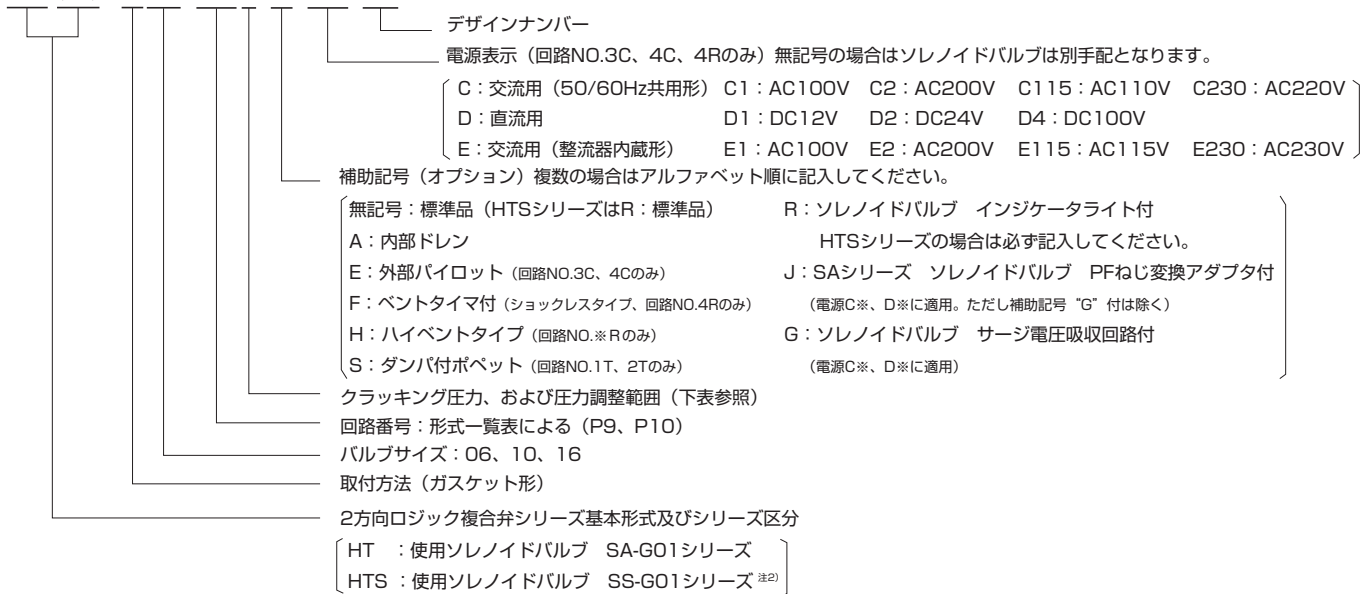 デザインナンバー
電源表示（回路NO.3C、4C、4Rのみ）無記号の場合はソレノイドバルブは別手配となります。
C：交流用（50/60Hz共用形） C1：AC100V C2：AC200V C115：AC110V C230：AC220V
D：直流用 D1：DC12V D2：DC24V D4：DC100V
E：交流用（整流器内蔵形） E1：AC100V E2：AC200V E115：AC115V E230：AC230V
補助記号（オプション）複数の場合はアルファベット順に記入してください。
無記号：標準品（HTSシリーズはR：標準品） R：ソレノイドバルブ インジケータライト付
A：内部ドレン HTSシリーズの場合は必ず記入してください。
E：外部パイロット（回路NO.3C、4Cのみ） J：SAシリーズ ソレノイドバルブ PFねじ変換アダプタ付
F：ベントタイマ付（ショックレスタイプ、回路NO.4Rのみ） （電源C※、D※に適用。ただし補助記号“G”付は除く）
H：ハイベントタイプ（回路NO.※Rのみ） G：ソレノイドバルブ サージ電圧吸収回路付
S：ダンパ付ポペット（回路NO.1T、2Tのみ） （電源C※、D※に適用）
クラッキング圧力、および圧力調整範囲（下表参照）
回路番号：形式一覧表による（P9、P10）
バルブサイズ：06、10、16
取付方法（ガスケット形）
2方向ロジック複合弁シリーズ基本形式及びシリーズ区分
HT ：使用ソレノイドバルブ SA-G01シリーズ
HTS ：使用ソレノイドバルブ SS-G01シリーズ 注2）